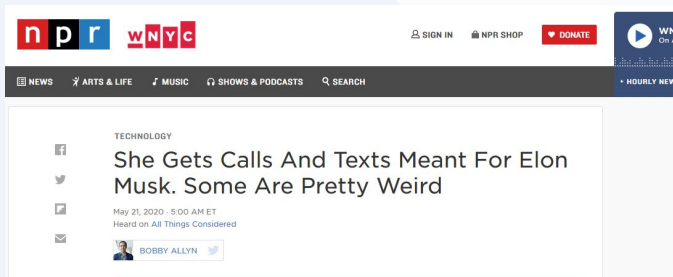 npr WNYC
SIGN IN NPR SHOP DONATE
On
NEWS ARTS & LIFE MUSIC SHOWS & PODCASTS SEARCH
HOURLY
TECHNOLOGY
She Gets Calls And Texts Meant For Elon
Musk. Some Are Pretty Weird
May 21, 2020 · 5:00 AM ET
Heard on All Things Considered
BOBBY ALLYN